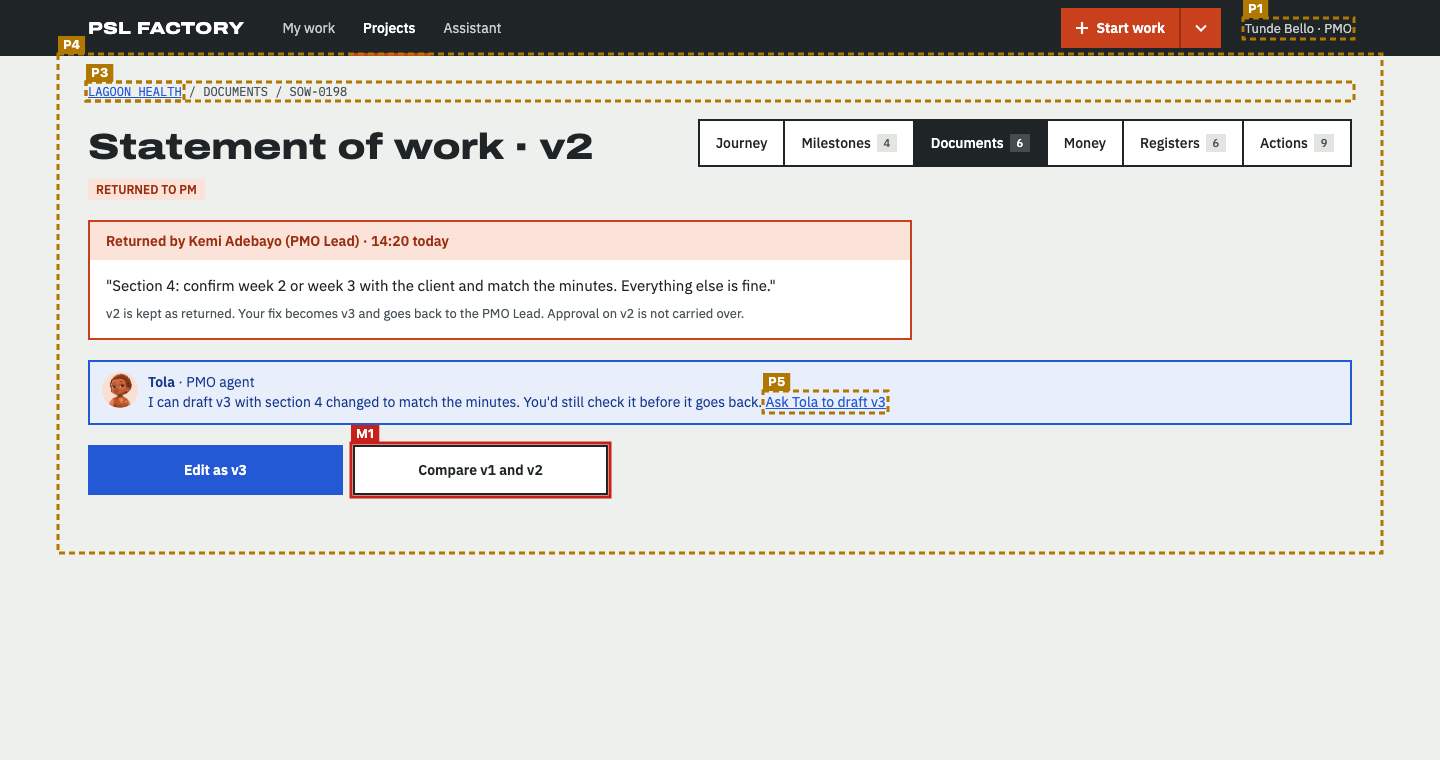 PSL FACTORY
My work
Projects
Assistant
Start work
P1
Tunde Bello · PMO
P4
P3
LAGOON HEALTH / DOCUMENTS / SOW-0198
Statement of work · v2
Journey
Milestones 4
Documents 6
Money
Registers 6
Actions 9
RETURNED TO PM
Returned by Kemi Adebayo (PMO Lead) · 14:20 today
"Section 4: confirm week 2 or week 3 with the client and match the minutes. Everything else is fine."
v2 is kept as returned. Your fix becomes v3 and goes back to the PMO Lead. Approval on v2 is not carried over.
Tola · PMO agent
P5
I can draft v3 with section 4 changed to match the minutes. You'd still check it before it goes back. Ask Tola to draft v3
M1
Edit as v3
Compare v1 and v2